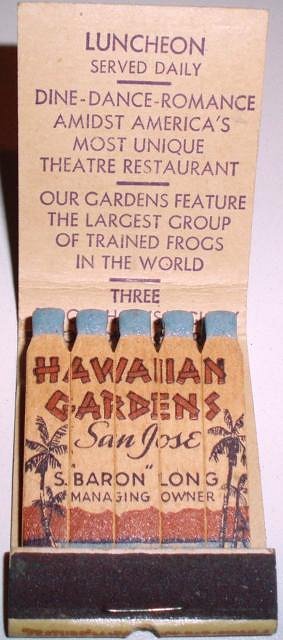 LUNCHEON
SERVED DAILY
DINE-DANCE-ROMANCE
AMIDST AMERICA'S
MOST UNIQUE
THEATRE RESTAURANT
OUR GARDENS FEATURE
THE LARGEST GROUP
OF TRAINED FROGS
IN THE WORLD
THREE
HAWAIIAN
GARDENS
San Jose
S. "BARON" LONG
MANAGING OWNER